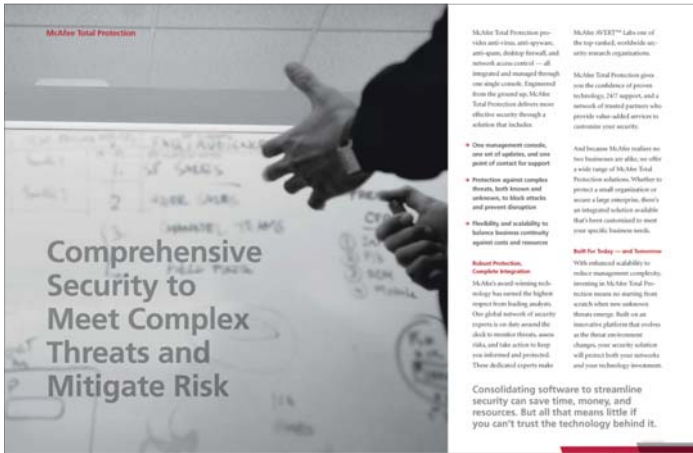 McAfee Total Protection
Comprehensive
Security to
Meet Complex
Threats and
Mitigate Risk
McAfee Total Protection pro-
vides anti-virus, anti-spyware,
anti-spam, desktop firewall, and
network access control — all
integrated and managed through
one single console. Engineered
from the ground up, McAfee
Total Protection delivers more
effective security through a
solution that includes:
One management console,
one set of updates, and one
point of contact for support
Protection against complex
threats, both known and
unknown, to block attacks
and prevent disruption
Flexibility and scalability to
balance business continuity
against costs and resources
Robust Protection,
Complete Integration
McAfee's award-winning tech-
nology has earned the highest
respect from leading analysts.
Our global network of security
experts is on duty around the
clock to monitor threats, assess
risks, and take action to keep
you informed and protected.
These dedicated experts make
McAfee AVERT™ Labs one of
the top-ranked, worldwide sec-
urity research organizations.
McAfee Total Protection gives
you the confidence of proven
technology, 24/7 support, and a
network of trusted partners who
provide value-added services to
customize your security.
And because McAfee realizes no
two businesses are alike, we offer
a wide range of McAfee Total
Protection solutions. Whether to
protect a small organization or
secure a large enterprise, there's
an integrated solution available
that's been customized to meet
your specific business needs.
Built For Today — and Tomorrow
With enhanced scalability to
reduce management complexity,
investing in McAfee Total Pro-
tection means no starting from
scratch when new unknown
threats emerge. Built on an
innovative platform that evolves
as the threat environment
changes, your security solution
will protect both your networks
and your technology investment.
Consolidating software to streamline
security can save time, money, and
resources. But all that means little if
you can't trust the technology behind it.